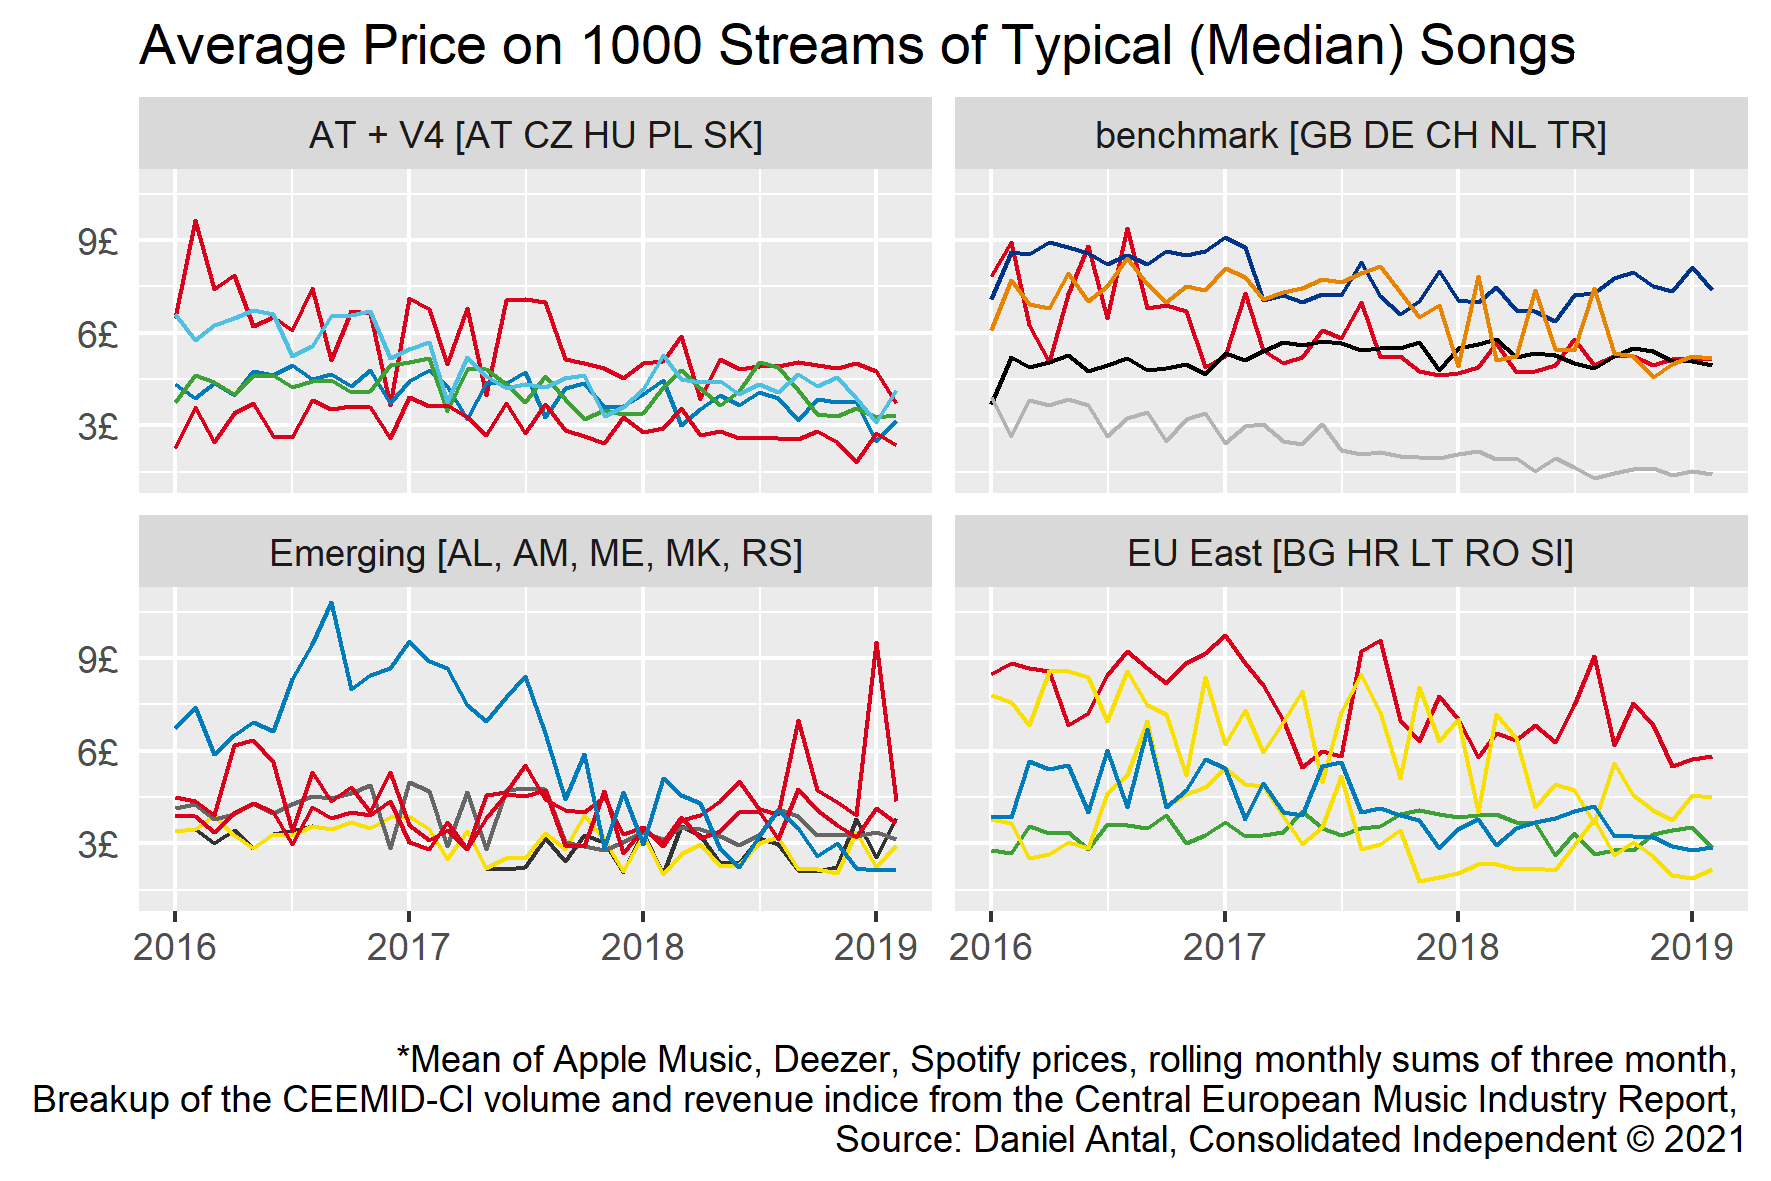 Average Price on 1000 Streams of Typical (Median) Songs
AT + V4 [AT CZ HU PL SK]
benchmark [GB DE CH NL TR]
9£
6£
3£
Emerging [AL, AM, ME, MK, RS]
EU East [BG HR LT RO SI]
9£
6£
3£
2016 2017 2018 2019
2016 2017 2018 2019
*Mean of Apple Music, Deezer, Spotify prices, rolling monthly sums of three month,
Breakup of the CEEMID-CI volume and revenue indice from the Central European Music Industry Report,
Source: Daniel Antal, Consolidated Independent © 2021